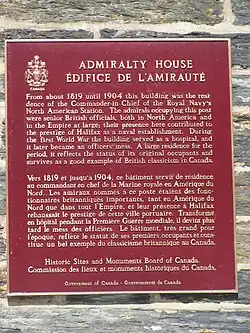 ADMIRALTY HOUSE
ÉDIFICE DE L'AMIRAUTÉ
From about 1819 until 1904 this building was the resi-
dence of the Commander-in Chief of the Royal Navy's
North American Station. The admirals occupying this post
were senior British officials, both in North America and
in the Empire at large; their presence here contributed to
the prestige of Halifax as a naval establishment. During
the first World War the building served as a hospital, and
it later became an officers' mess. A large residence for the
period, it reflects the status of its original occupants and
survives as a good example of British classicism in Canada.
Vers 1819 et jusqu'à 1904, ce bâtiment servit de résidence
au commandant en chef de la Marine royale en Amérique du
Nord. Les amiraux nommés à ce poste étaient des fonc-
tionnaires britanniques importants, tant en Amérique du
Nord que dans tout l'Empire, et leur présence à Halifax
rehaussait le prestige de cette ville portuaire. Transformé
en hôpital pendant la Première Guerre mondiale, il devint plus
tard le mess des officiers. Le bâtiment, très grand pour
l'époque, reflète le statut de ses premiers occupants et cons-
titue un bel exemple du classicisme britannique au Canada.
Historic Sites and Monuments Board of Canada.
Commission des lieux et monuments historiques du Canada.
Government of Canada - Gouvernement du Canada